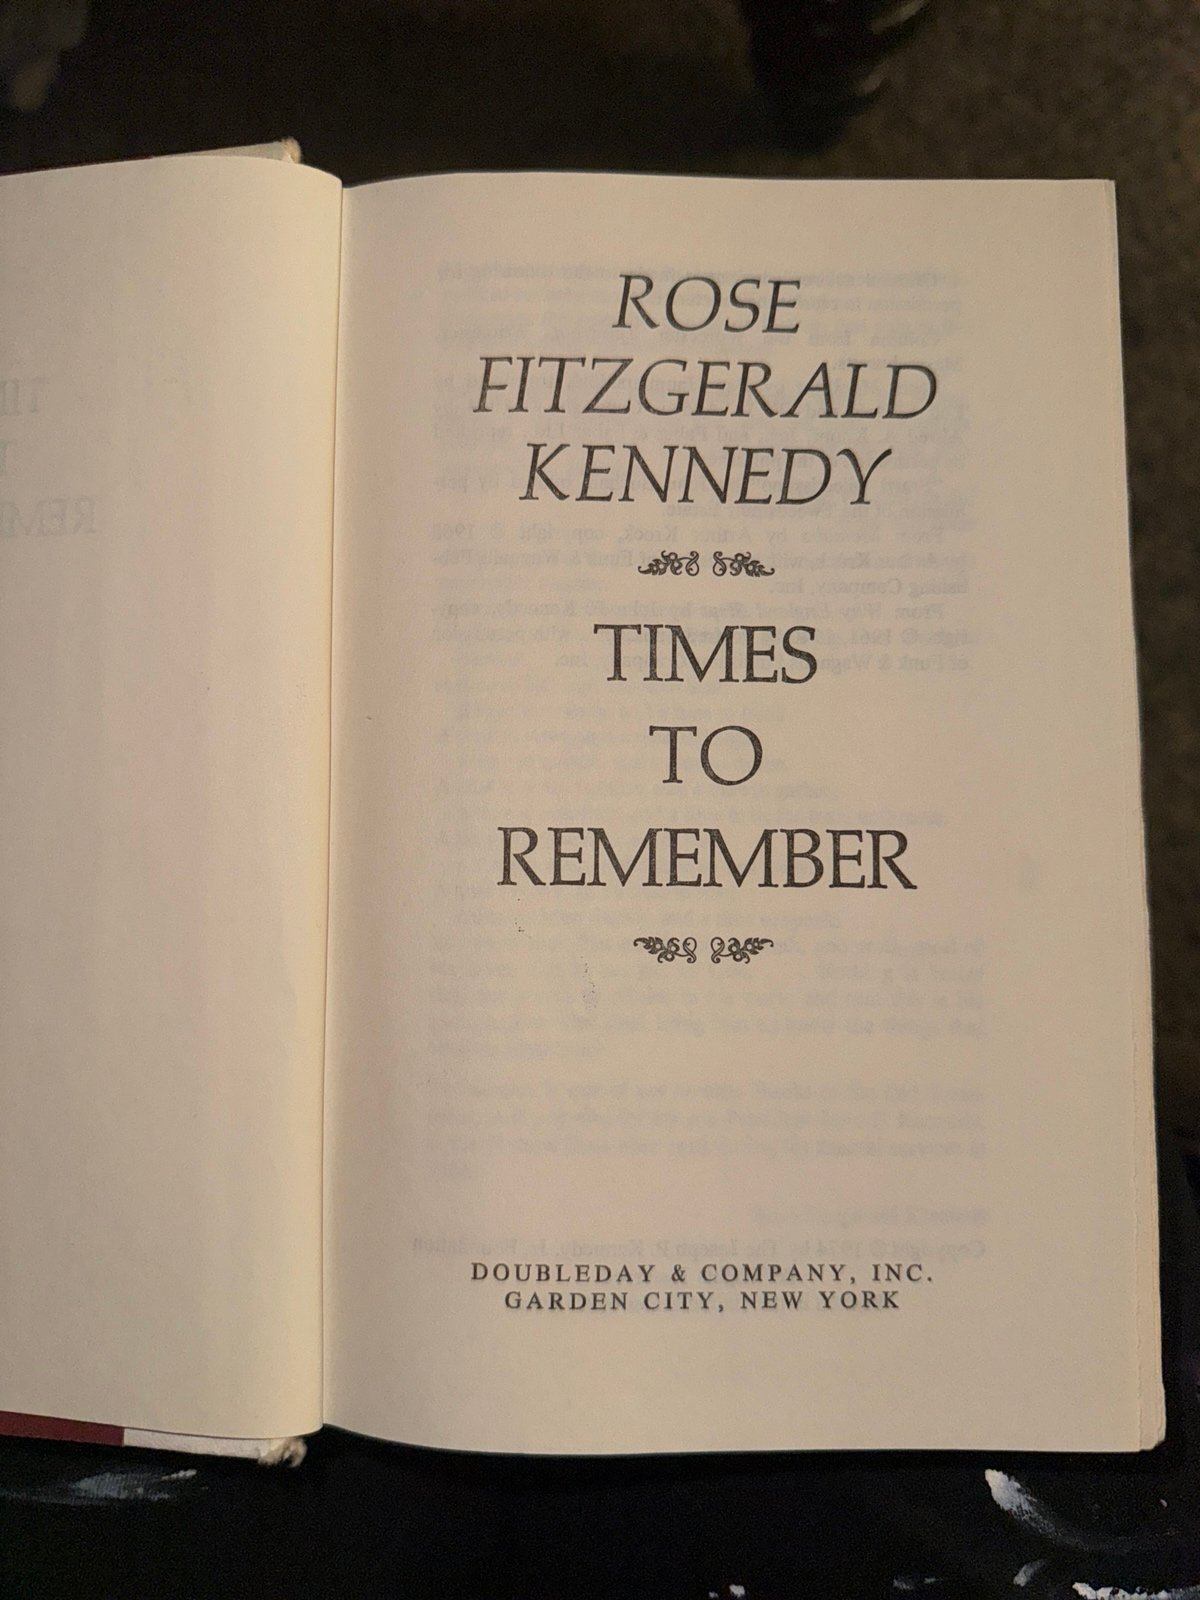 ROSE
FITZGERALD
KENNEDY
TIMES
TO
REMEMBER
DOUBLEDAY & COMPANY, INC.
GARDEN CITY, NEW YORK